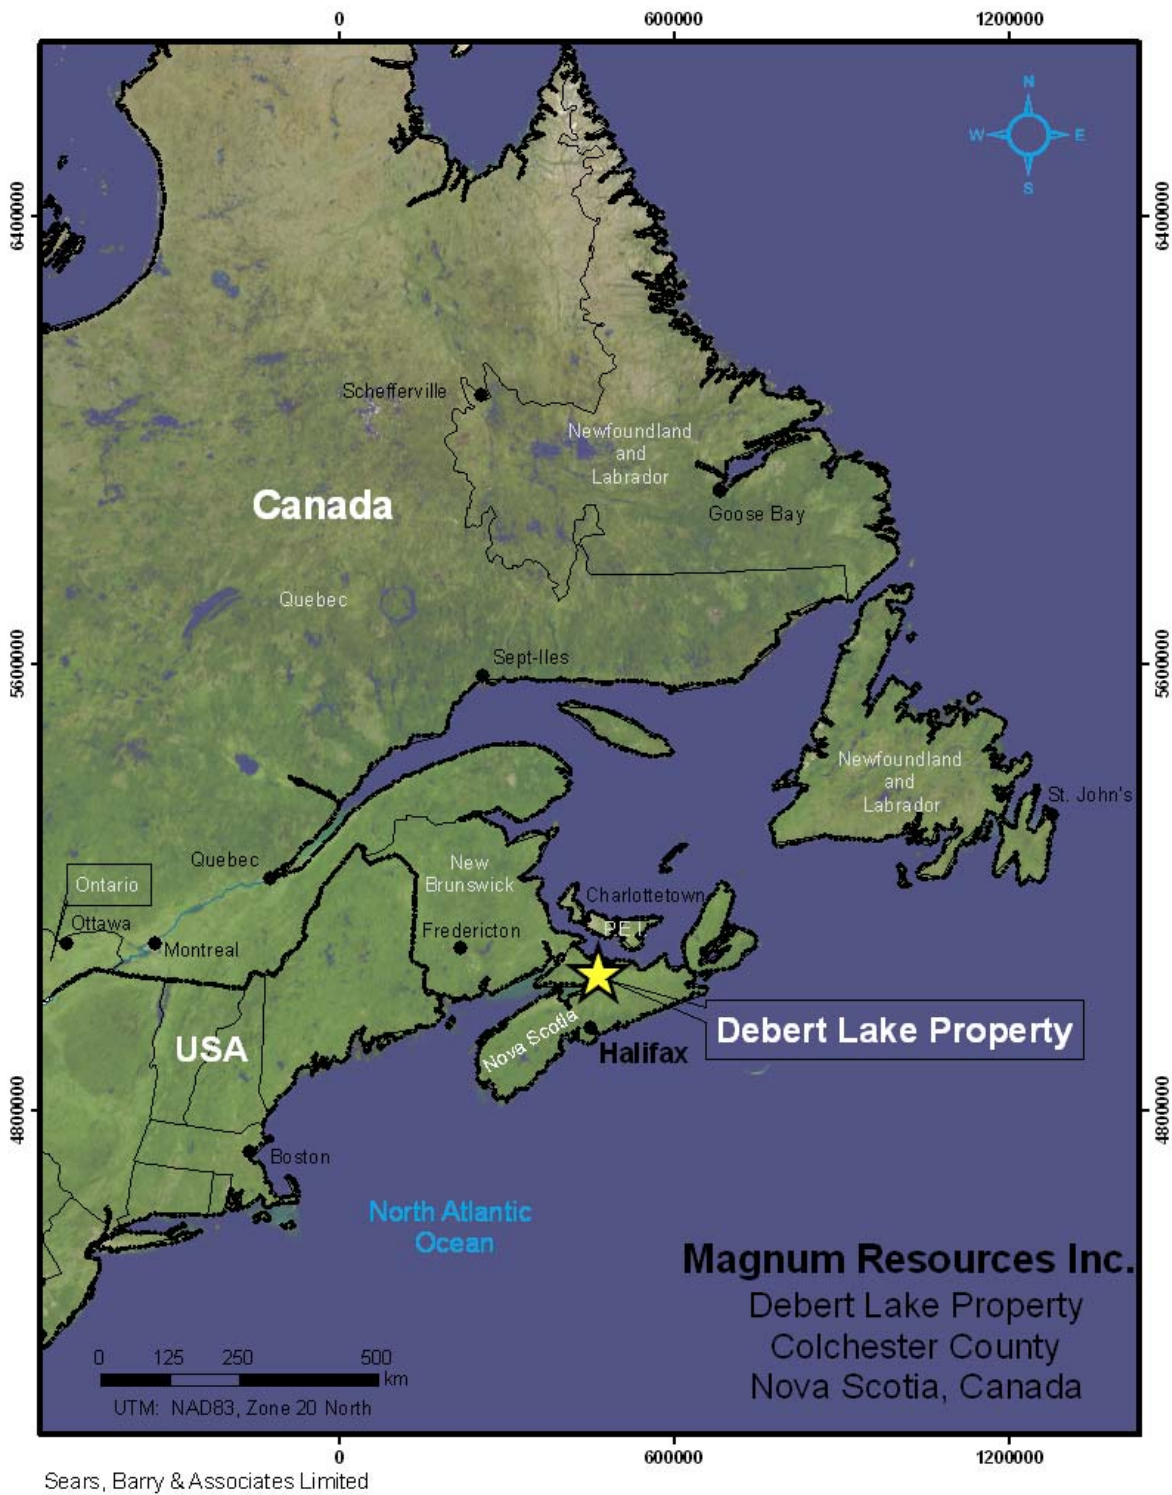 0 600000 1200000
N
W E
S
6400000 6400000
Schefferville
Newfoundland
and
Labrador
Canada
Goose Bay
Quebec
Sept-Iles
5600000 5600000
Newfoundland
and
Labrador
St. John's
Quebec
New
Brunswick
Ontario
Charlottetown
Ottawa
Fredericton
P.E.I.
Montreal
Debert Lake Property
Nova Scotia
USA
Halifax
4800000 4800000
Boston
North Atlantic
Ocean
Magnum Resources Inc.
Debert Lake Property
Colchester County
Nova Scotia, Canada
0 125 250 500
km
UTM: NAD83, Zone 20 North
0 600000 1200000
Sears, Barry & Associates Limited